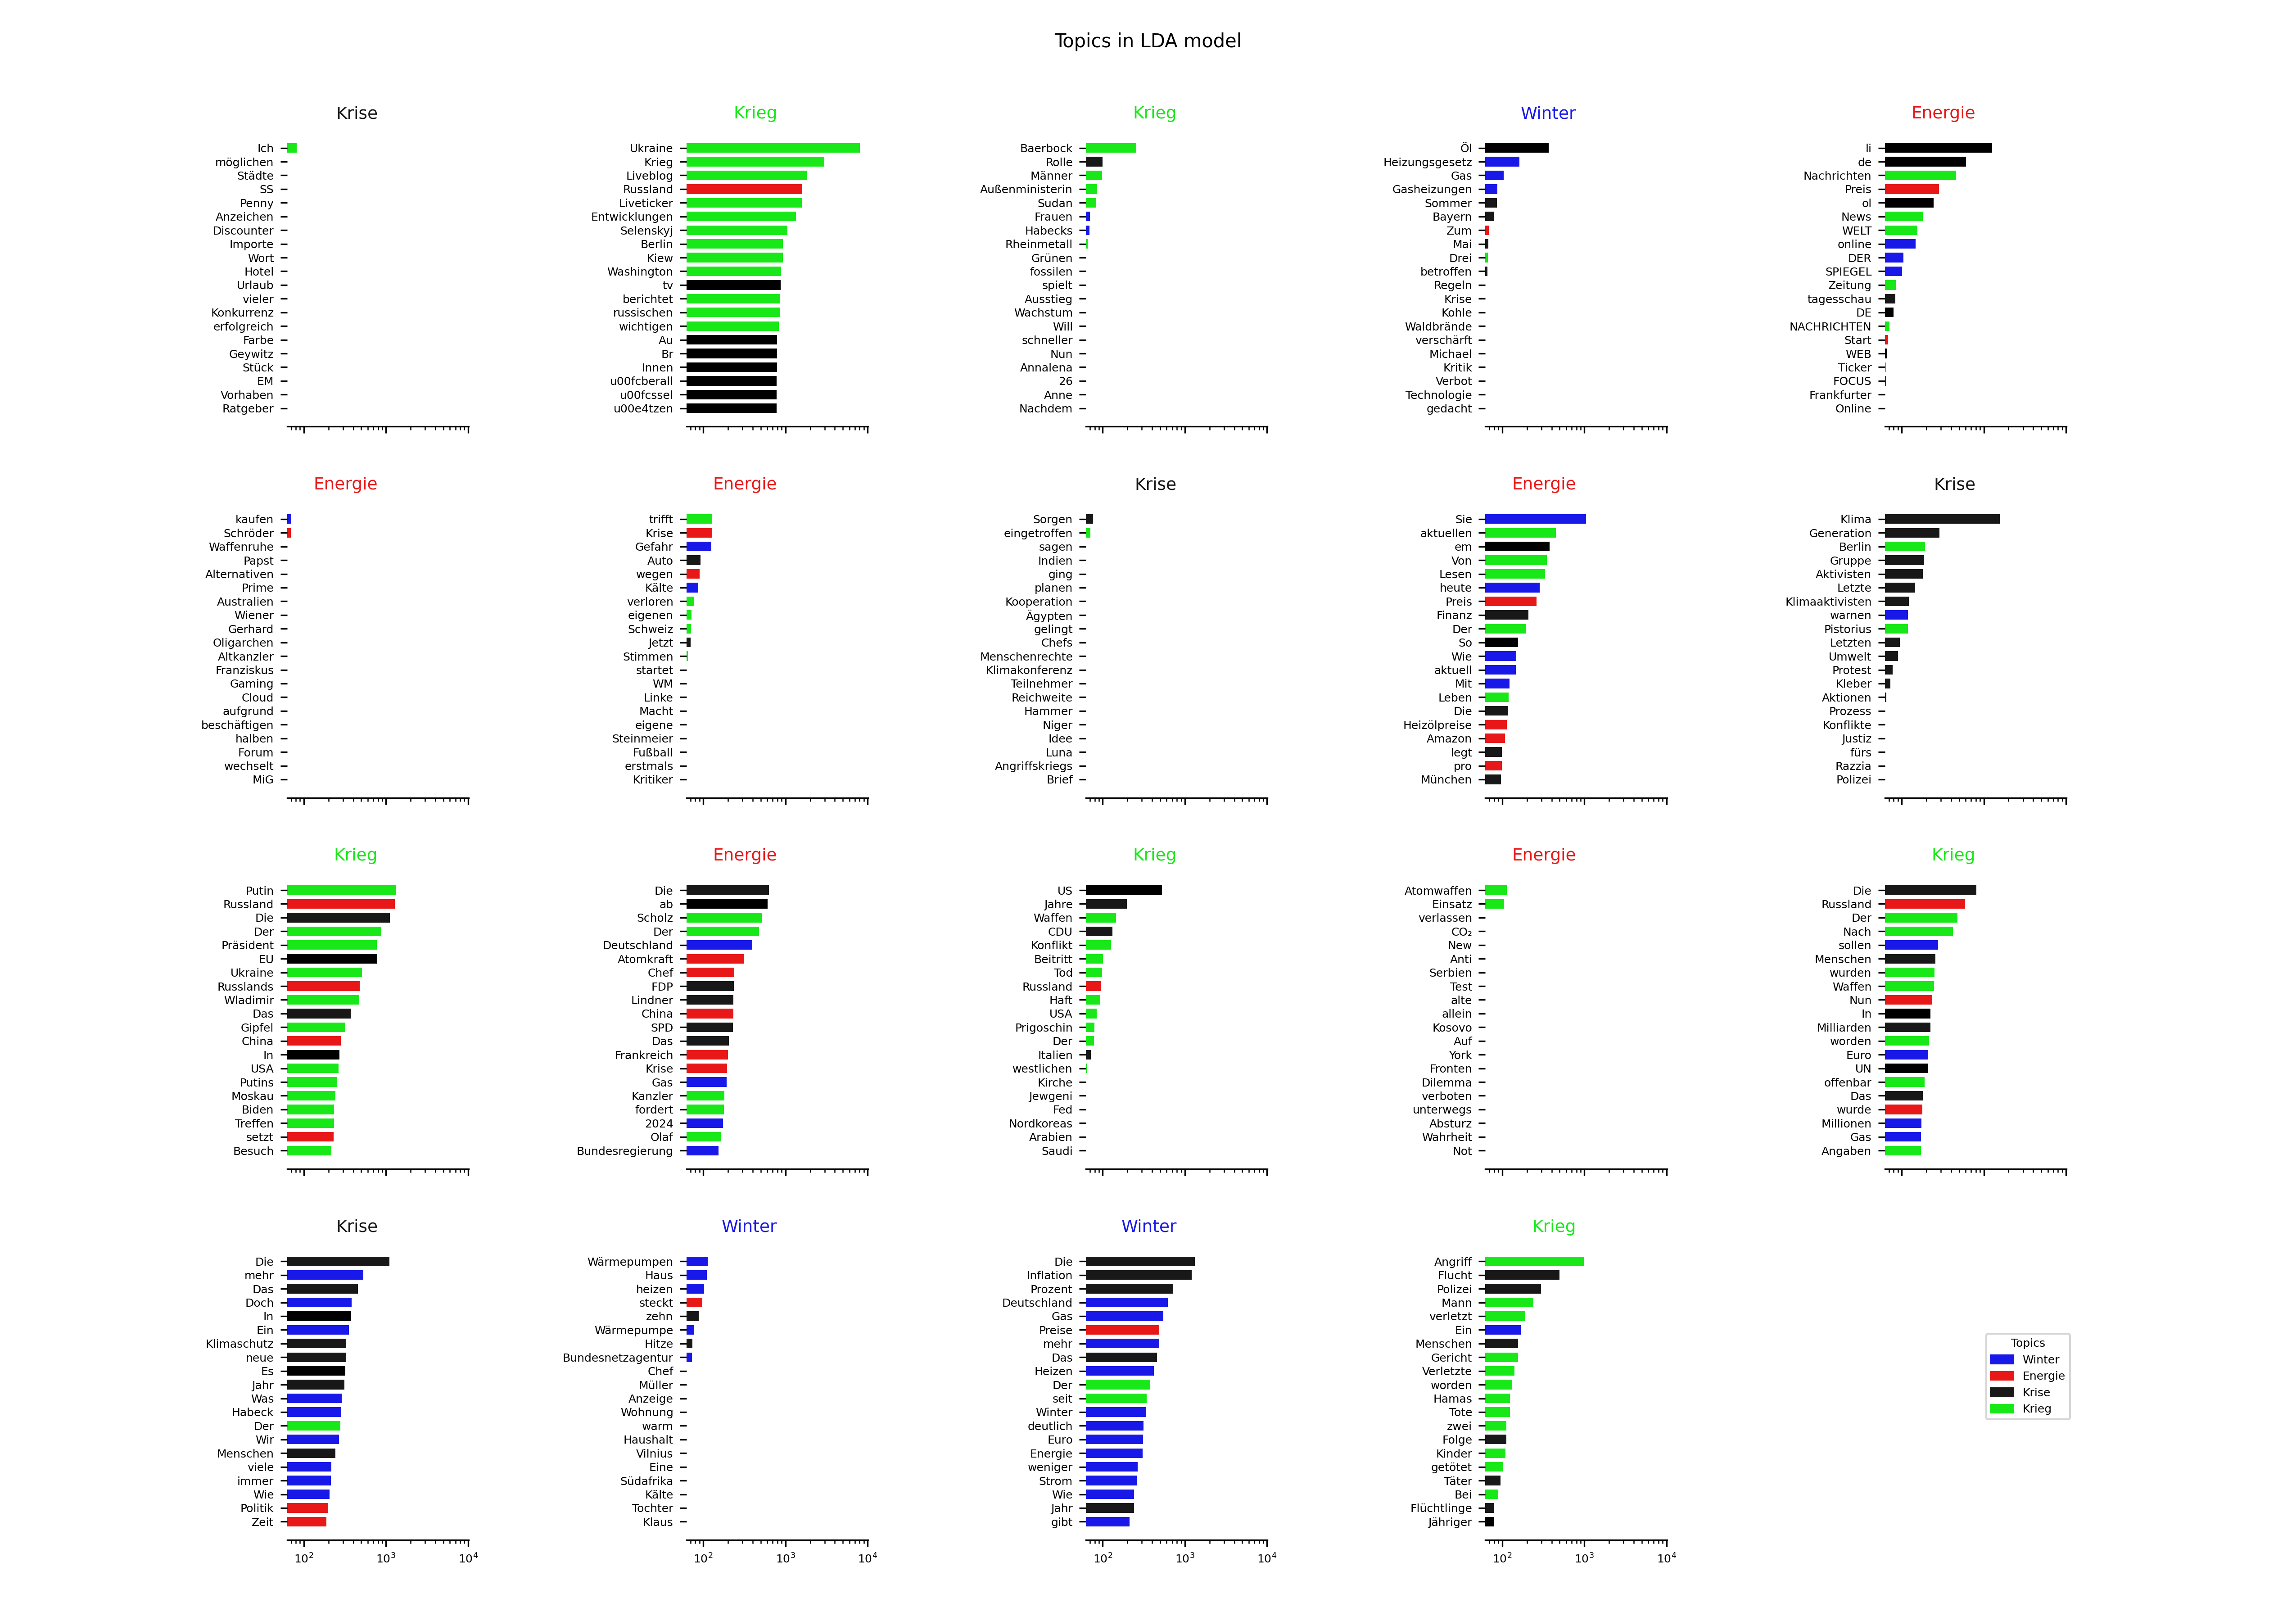 Topics in LDA model
Krise
Ich
möglichen
Städte
SS
Penny
Anzeichen
Discounter
Importe
Wort
Hotel
Urlaub
vieler
Konkurrenz
erfolgreich
Farbe
Geywitz
Stück
EM
Vorhaben
Ratgeber
Krieg
Ukraine
Krieg
Liveblog
Russland
Liveticker
Entwicklungen
Selenskyj
Berlin
Kiew
Washington
tv
berichtet
russischen
wichtigen
Au
Br
Innen
u00fcberall
u00fcssel
u00e4tzen
Krieg
Baerbock
Rolle
Männer
Außenministerin
Sudan
Frauen
Habecks
Rheinmetall
Grünen
fossilen
spielt
Ausstieg
Wachstum
Will
schneller
Nun
Annalena
26
Anne
Nachdem
Winter
Öl
Heizungsgesetz
Gas
Gasheizungen
Sommer
Bayern
Zum
Mai
Drei
betroffen
Regeln
Krise
Kohle
Waldbrände
verschärft
Michael
Kritik
Verbot
Technologie
gedacht
Energie
li
de
Nachrichten
Preis
ol
News
WELT
online
DER
SPIEGEL
Zeitung
tagesschau
DE
NACHRICHTEN
Start
WEB
Ticker
FOCUS
Frankfurter
Online
Energie
kaufen
Schröder
Waffenruhe
Papst
Alternativen
Prime
Australien
Wiener
Gerhard
Oligarchen
Altkanzler
Franziskus
Gaming
Cloud
aufgrund
beschäftigen
halben
Forum
wechselt
MiG
Energie
trifft
Krise
Gefahr
Auto
wegen
Kälte
verloren
eigenen
Schweiz
Jetzt
Stimmen
startet
WM
Linke
Macht
eigene
Steinmeier
Fußball
erstmals
Kritiker
Krise
Sorgen
eingetroffen
sagen
Indien
ging
planen
Kooperation
Ägypten
gelingt
Chefs
Menschenrechte
Klimakonferenz
Teilnehmer
Reichweite
Hammer
Niger
Idee
Luna
Angriffskriegs
Brief
Energie
Sie
aktuellen
em
Von
Lesen
heute
Preis
Finanz
Der
So
Wie
aktuell
Mit
Leben
Die
Heizölpreise
Amazon
legt
pro
München
Krise
Klima
Generation
Berlin
Gruppe
Aktivisten
Letzte
Klimaaktivisten
warnen
Pistorius
Letzten
Umwelt
Protest
Kleber
Aktionen
Prozess
Konflikte
Justiz
fürs
Razzia
Polizei
Krieg
Putin
Russland
Die
Der
Präsident
EU
Ukraine
Russlands
Wladimir
Das
Gipfel
China
In
USA
Putins
Moskau
Biden
Treffen
setzt
Besuch
Energie
Die
ab
Scholz
Der
Deutschland
Atomkraft
Chef
FDP
Lindner
China
SPD
Das
Frankreich
Krise
Gas
Kanzler
fordert
2024
Olaf
Bundesregierung
Krieg
US
Jahre
Waffen
CDU
Konflikt
Beitritt
Tod
Russland
Haft
USA
Prigoschin
Der
Italien
westlichen
Kirche
Jewgeni
Fed
Nordkoreas
Arabien
Saudi
Energie
Atomwaffen
Einsatz
verlassen
CO₂
New
Anti
Serbien
Test
alte
allein
Kosovo
Auf
York
Fronten
Dilemma
verboten
unterwegs
Absturz
Wahrheit
Not
Krieg
Die
Russland
Der
Nach
sollen
Menschen
wurden
Waffen
Nun
In
Milliarden
worden
Euro
UN
offenbar
Das
wurde
Millionen
Gas
Angaben
Krise
Die
mehr
Das
Doch
In
Ein
Klimaschutz
neue
Es
Jahr
Was
Habeck
Der
Wir
Menschen
viele
immer
Wie
Politik
Zeit
10² 10³ 10⁴
Winter
Wärmepumpen
Haus
heizen
steckt
zehn
Wärmepumpe
Hitze
Bundesnetzagentur
Chef
Müller
Anzeige
Wohnung
warm
Haushalt
Vilnius
Eine
Südafrika
Kälte
Tochter
Klaus
10² 10³ 10⁴
Winter
Die
Inflation
Prozent
Deutschland
Gas
Preise
mehr
Das
Heizen
Der
seit
Winter
deutlich
Euro
Energie
weniger
Strom
Wie
Jahr
gibt
10² 10³ 10⁴
Krieg
Angriff
Flucht
Polizei
Mann
verletzt
Ein
Menschen
Gericht
Verletzte
worden
Hamas
Tote
zwei
Folge
Kinder
getötet
Täter
Bei
Flüchtlinge
Jähriger
10² 10³ 10⁴
Topics
Winter
Energie
Krise
Krieg